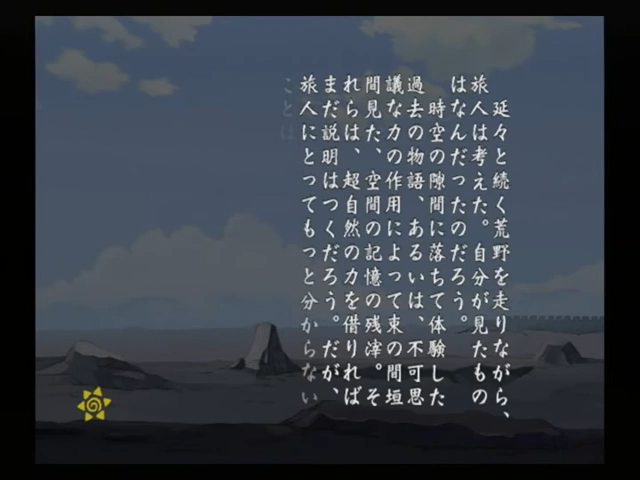 延々と続く荒野を走りながら、
旅人は考えた。自分が見たもの
はなんだったのだろう。
　時空の隙間に落ちて体験した
過去の物語、あるいは、不可思
議な力の作用によって束の間垣
間見た、空間の記憶の残滓。そ
れらは、超自然の力を借りれば
まだ説明はつくだろう。だが、
旅人にとってもっと分からない
ことは